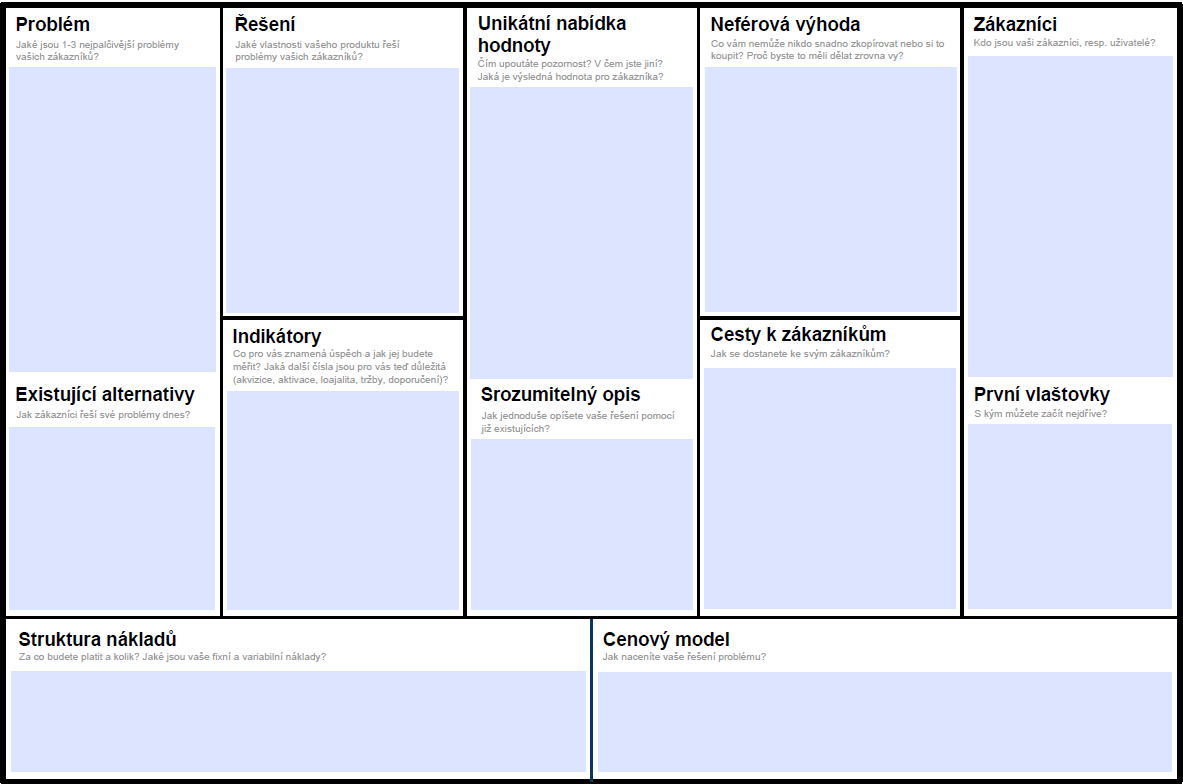 Problém
Jaké jsou 1-3 nejpalčivější problémy
vašich zákazníků?
Existující alternativy
Jak zákazníci řeší své problémy dnes?
Řešení
Jaké vlastnosti vašeho produktu řeší
problémy vašich zákazníků?
Indikátory
Co pro vás znamená úspěch a jak jej budete
měřit? Jaká další čísla jsou pro vás teď důležitá
(akvizice, aktivace, loajalita, tržby, doporučení)?
Unikátní nabídka
hodnoty
Čím upoutáte pozornost? V čem jste jiní?
Jaká je výsledná hodnota pro zákazníka?
Srozumitelný opis
Jak jednoduše opíšete vaše řešení pomocí
již existujících?
Neférová výhoda
Co vám nemůže nikdo snadno zkopírovat nebo si to
koupit? Proč byste to měli dělat zrovna vy?
Cesty k zákazníkům
Jak se dostanete ke svým zákazníkům?
Zákazníci
Kdo jsou vaši zákazníci, resp. uživatelé?
První vlaštovky
S kým můžete začít nejdříve?
Struktura nákladů
Za co budete platit a kolik? Jaké jsou vaše fixní a variabilní náklady?
Cenový model
Jak naceníte vaše řešení problému?